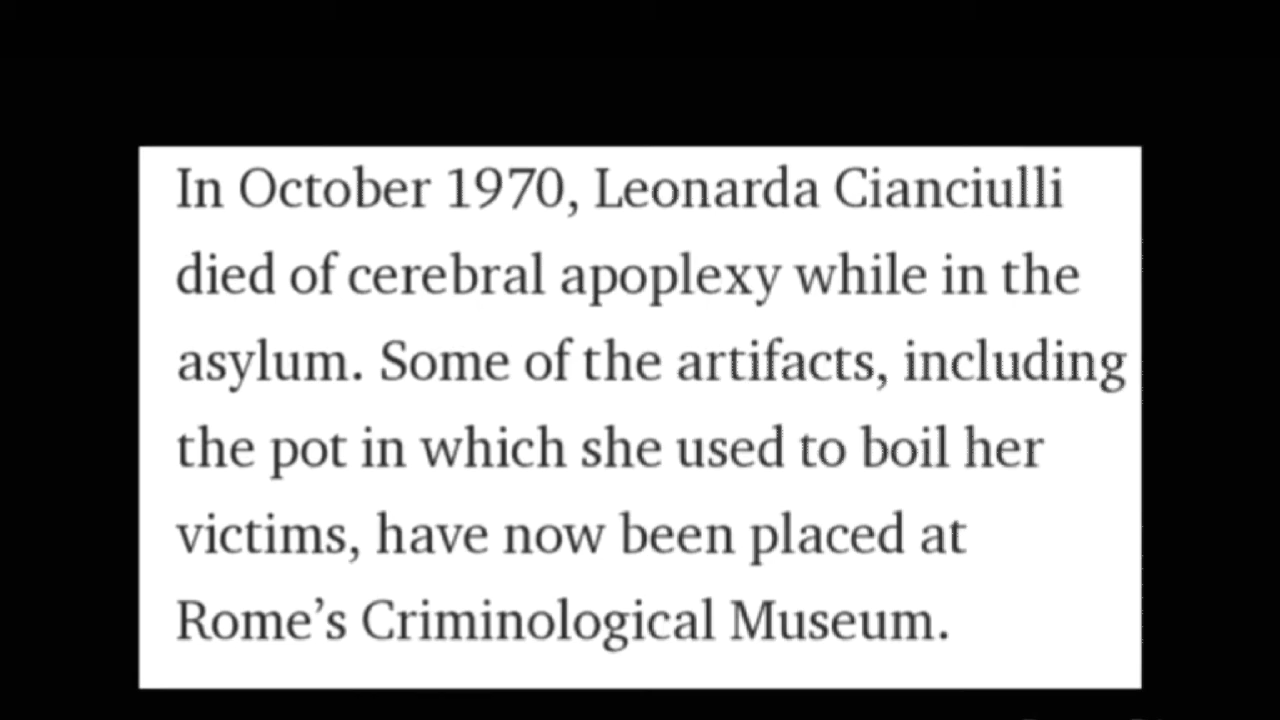 In October 1970, Leonarda Cianciulli
died of cerebral apoplexy while in the
asylum. Some of the artifacts, including
the pot in which she used to boil her
victims, have now been placed at
Rome’s Criminological Museum.